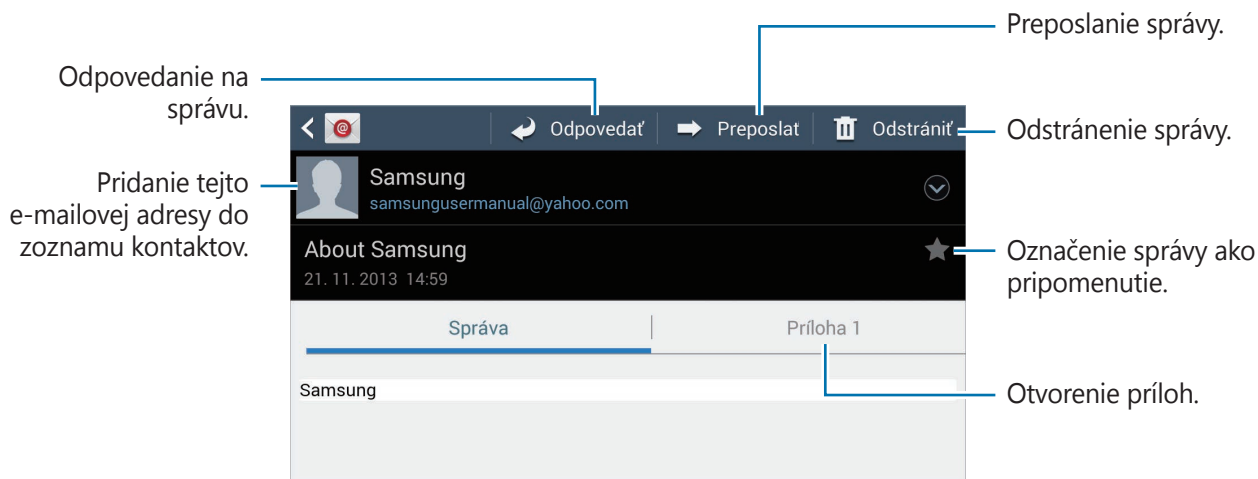 Preposlanie správy.
Odpovedanie na
správu.
Odpovedať
Preposlat
Odstrániť
Odstránenie správy.
Pridanie tejto
e-mailovej adresy do
zoznamu kontaktov.
Samsung
samsungusermanual@yahoo.com
About Samsung
21. 11. 2013 14:59
Označenie správy ako
pripomenutie.
Správa
Príloha 1
Samsung
Otvorenie príloh.